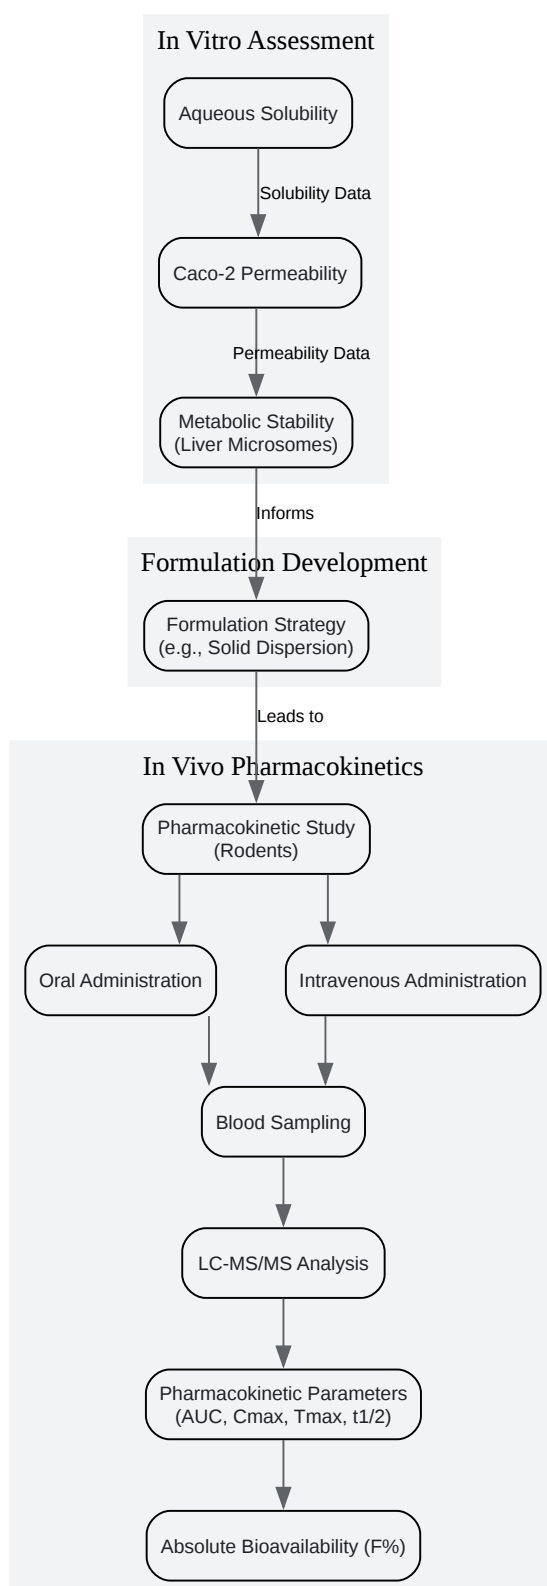 In Vitro Assessment
Aqueous Solubility
Solubility Data
Caco-2 Permeability
Permeability Data
Metabolic Stability
(Liver Microsomes)
Informs
Formulation Development
Formulation Strategy
(e.g., Solid Dispersion)
Leads to
In Vivo Pharmacokinetics
Pharmacokinetic Study
(Rodents)
Oral Administration
Intravenous Administration
Blood Sampling
LC-MS/MS Analysis
Pharmacokinetic Parameters
(AUC, Cmax, Tmax, t1/2)
Absolute Bioavailability (F%)